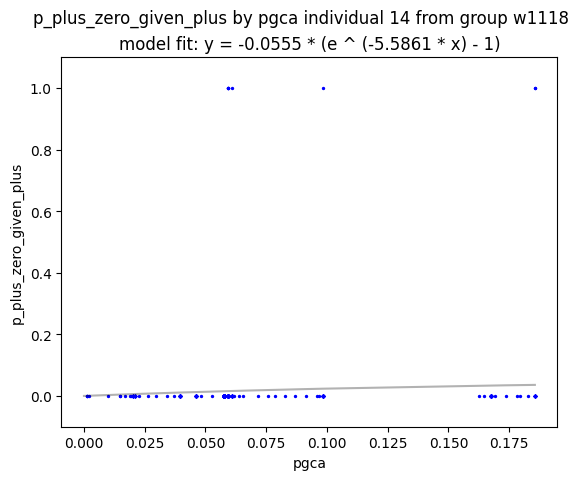 p_plus_zero_given_plus by pgca individual 14 from group w1118
model fit: y = -0.0555 * (e ^ (-5.5861 * x) - 1)
p_plus_zero_given_plus
1.0
0.8
0.6
0.4
0.2
0.0
0.000 0.025 0.050 0.075 0.100 0.125 0.150 0.175
pgca